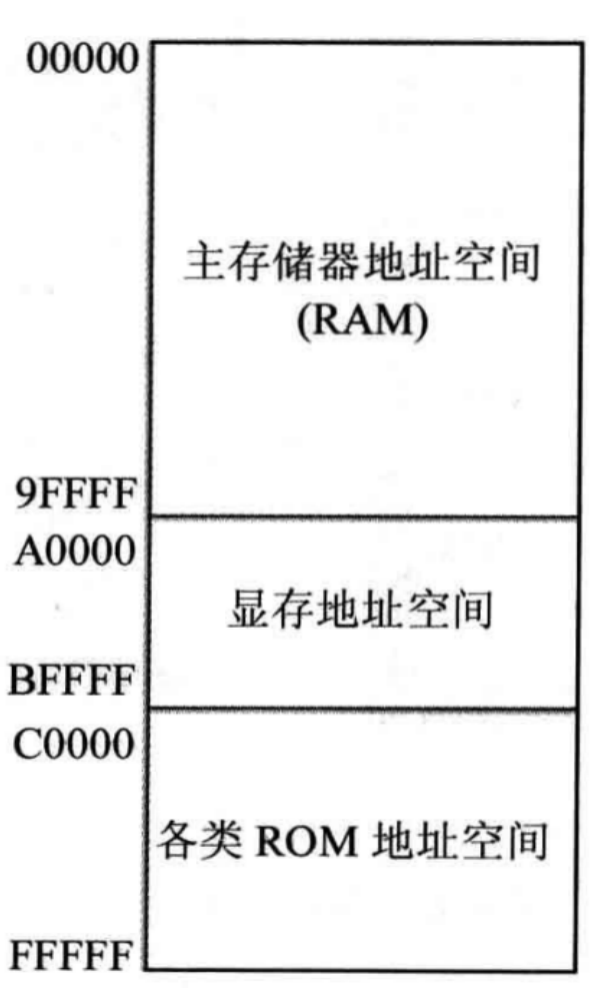 00000
主存储器地址空间
(RAM)
9FFFF
A0000
显存地址空间
BFFFF
C0000
各类 ROM 地址空间
FFFFF